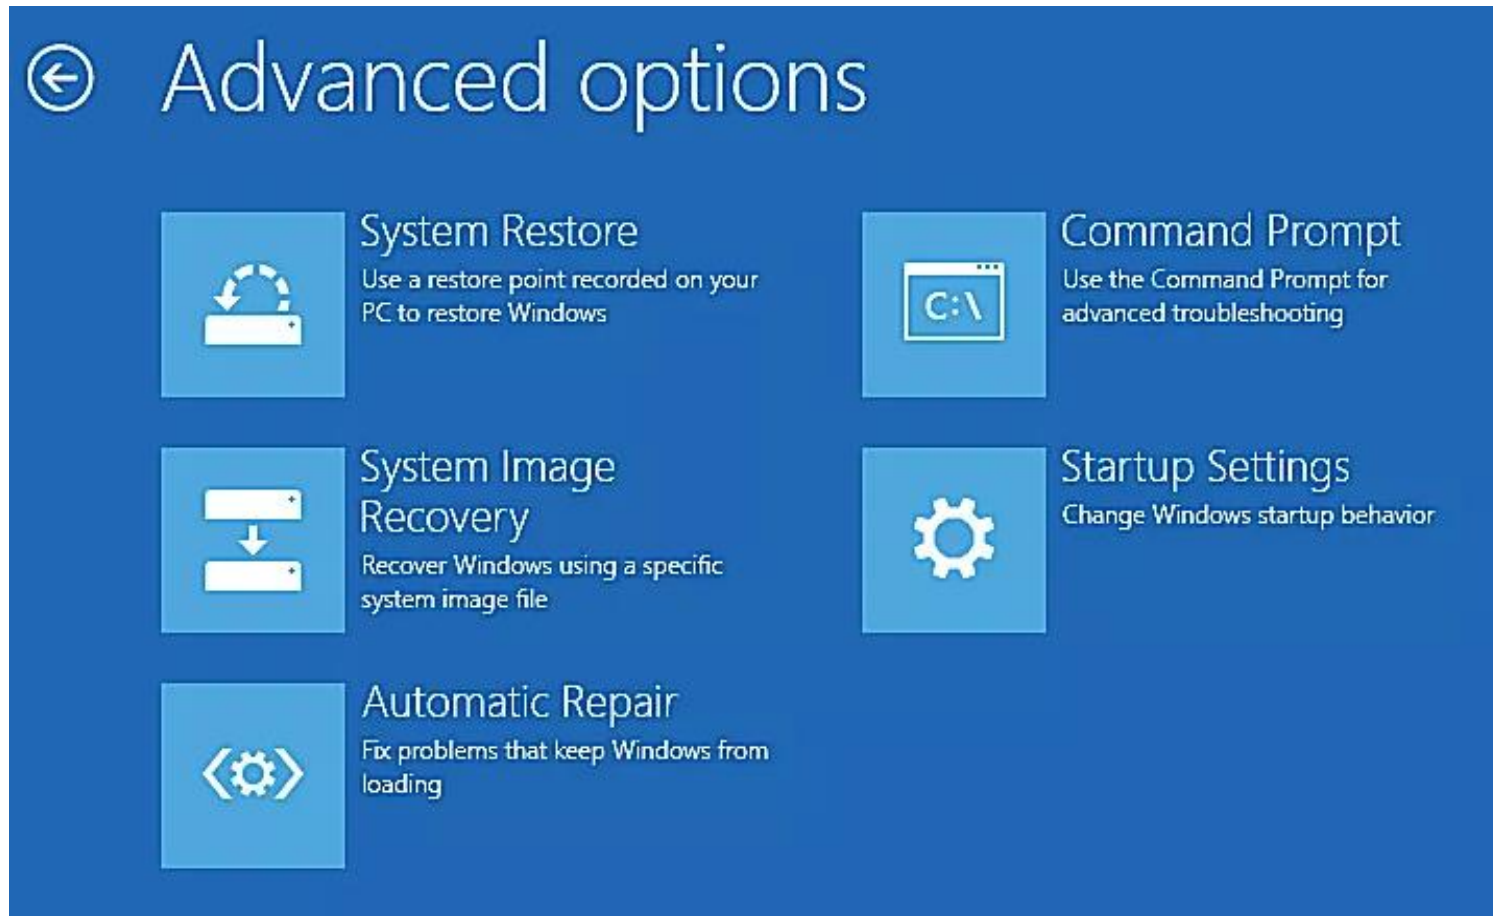 Advanced options
System Restore
Use a restore point recorded on your
PC to restore Windows
System Image
Recovery
Recover Windows using a specific
system image file
Automatic Repair
Fix problems that keep Windows from
loading
Command Prompt
Use the Command Prompt for
advanced troubleshooting
C:\
Startup Settings
Change Windows startup behavior